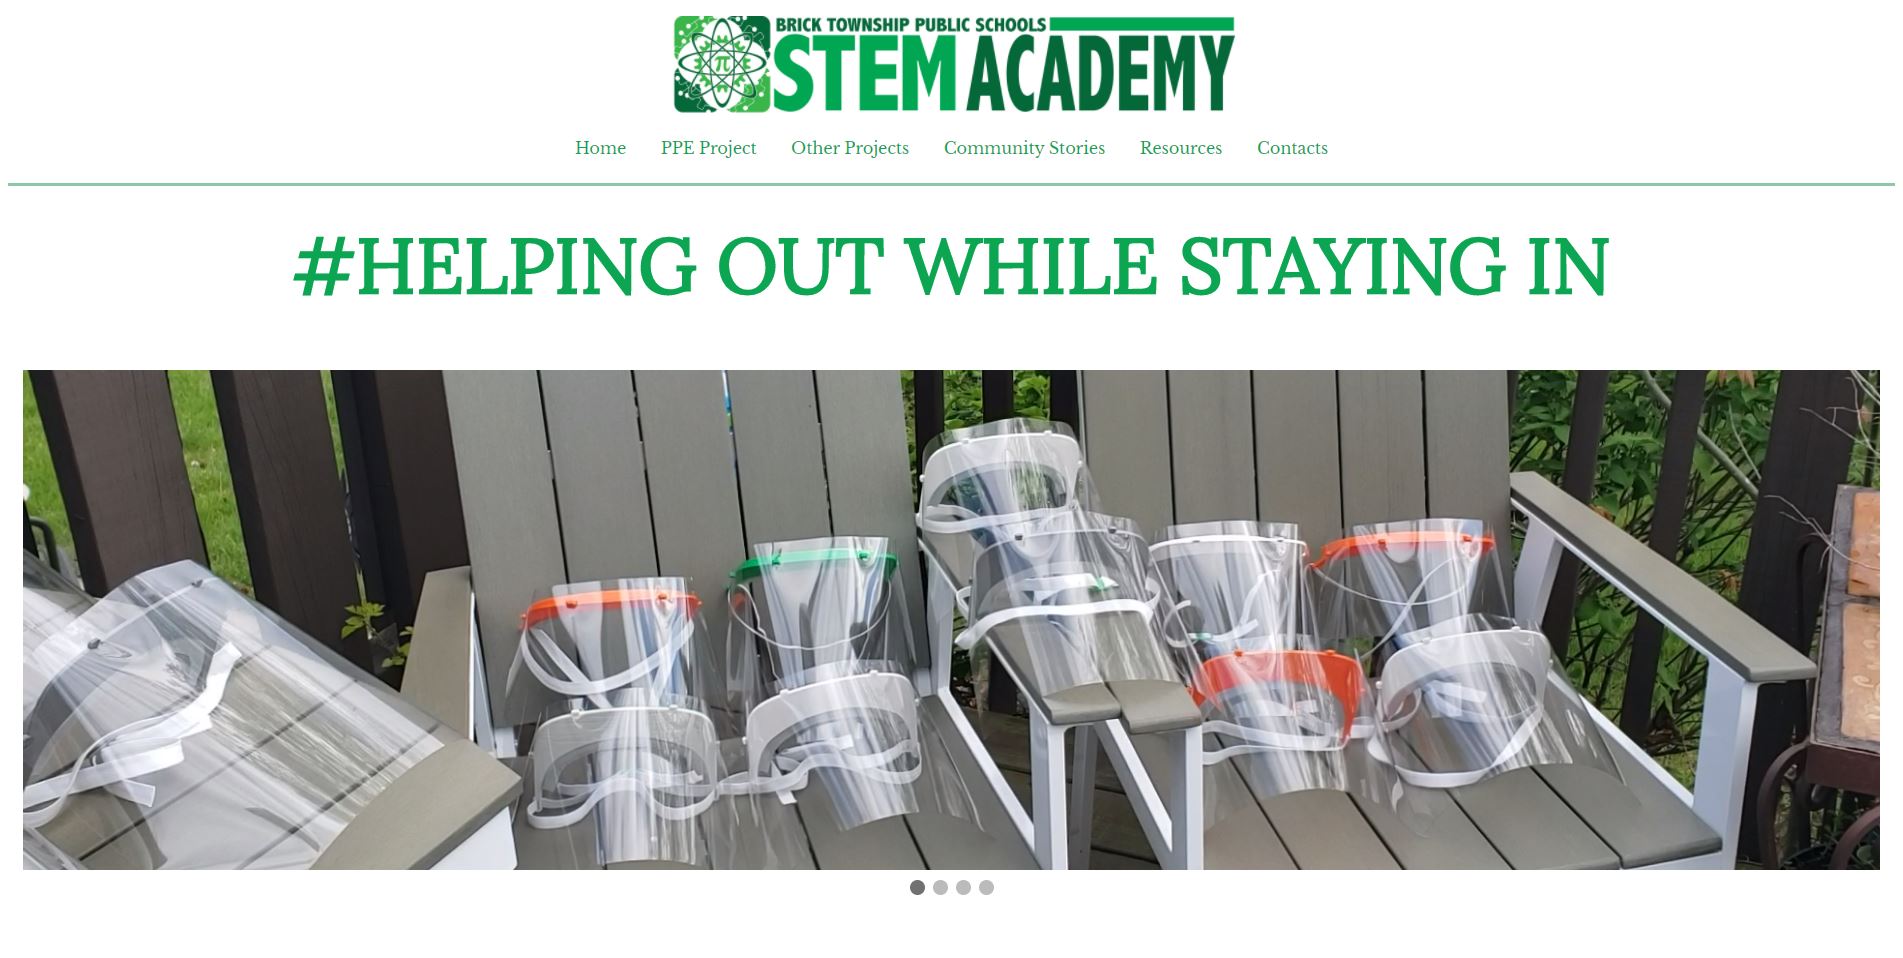 BRICK TOWNSHIP PUBLIC SCHOOLS
STEM ACADEMY
π
Home PPE Project Other Projects Community Stories Resources Contacts
#HELPING OUT WHILE STAYING IN